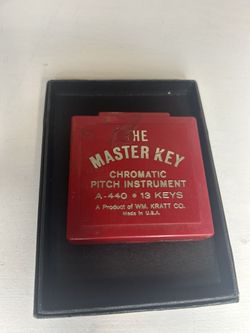 THE
MASTER KEY
CHROMATIC
PITCH INSTRUMENT
A-440 • 13 KEYS
A Product of WM. KRATT CO.
Made in U.S.A.